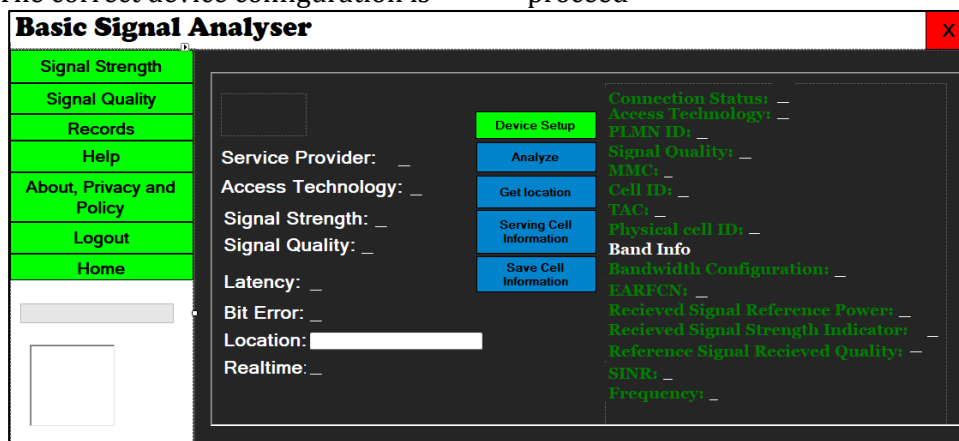 The correct device configuration is proceed
Basic Signal Analyser
X
Signal Strength
Signal Quality
Records
Help
About, Privacy and
Policy
Logout
Home
Service Provider: _
Access Technology: _
Signal Strength: _
Signal Quality: _
Latency: _
Bit Error: _
Location:
Realtime: _
Device Setup
Analyze
Get location
Serving Cell
Information
Save Cell
Information
Connection Status: _
Access Technology: _
PLMN ID: _
Signal Quality: _
MMC: _
Cell ID: _
TAC: _
Physical cell ID: _
Band Info
Bandwidth Configuration: _
EARFCN: _
Recieved Signal Reference Power: _
Recieved Signal Strength Indicator: _
Reference Signal Recieved Quality: _
SINR: _
Frequency: _